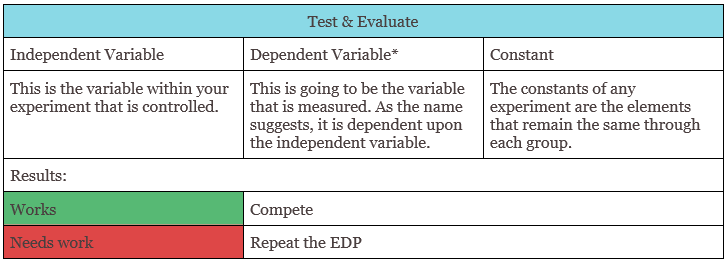 Test & Evaluate
Independent Variable
Dependent Variable*
Constant
This is the variable within your
experiment that is controlled.
This is going to be the variable
that is measured. As the name
suggests, it is dependent upon
the independent variable.
The constants of any
experiment are the elements
that remain the same through
each group.
Results:
Works
Compete
Needs work
Repeat the EDP